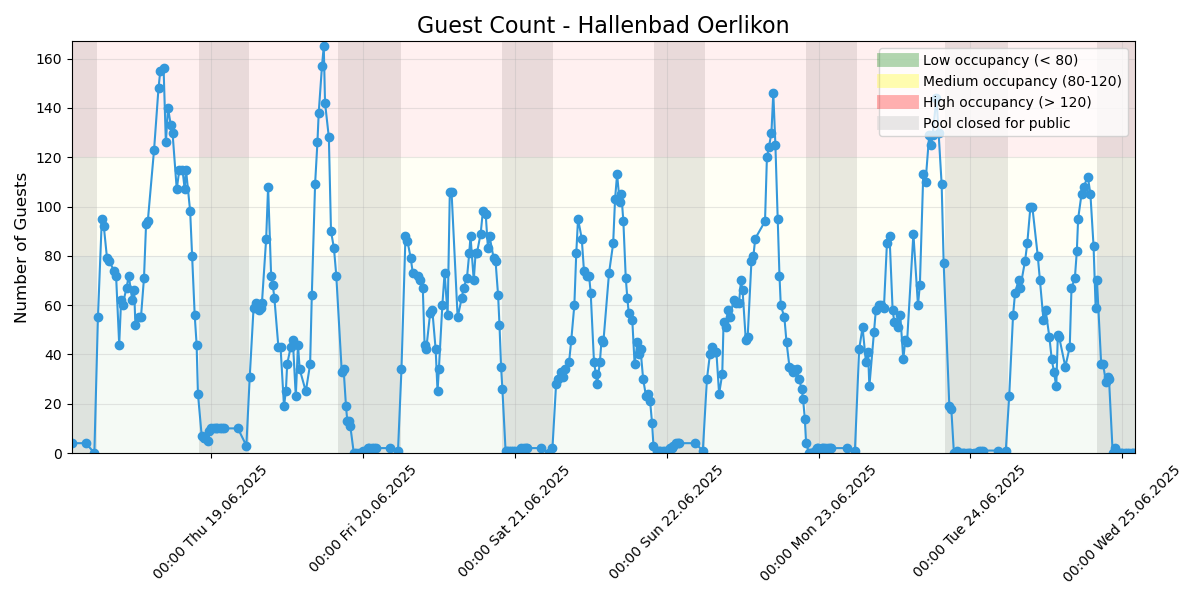 Guest Count - Hallenbad Oerlikon
Number of Guests
160
140
120
100
80
60
40
20
0
Low occupancy (< 80)
Medium occupancy (80-120)
High occupancy (> 120)
Pool closed for public
00:00 Thu 19.06.2025
00:00 Fri 20.06.2025
00:00 Sat 21.06.2025
00:00 Sun 22.06.2025
00:00 Mon 23.06.2025
00:00 Tue 24.06.2025
00:00 Wed 25.06.2025